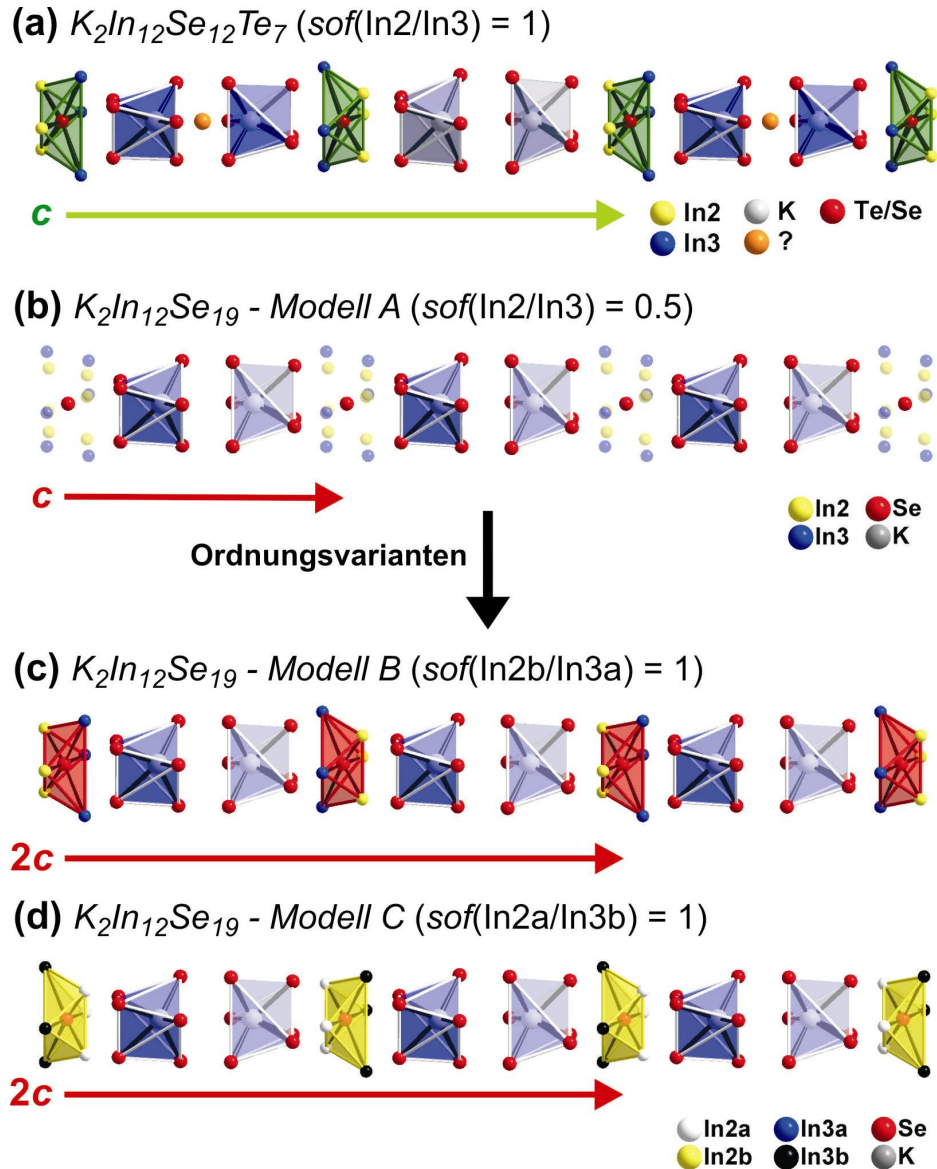 (a) K2In12Se12Te7 (sof(In2/In3) = 1)
c
In2 K Te/Se
In3 ?
(b) K2In12Se19 - Modell A (sof(In2/In3) = 0.5)
c
In2 Se
In3 K
Ordnungsvarianten
(c) K2In12Se19 - Modell B (sof(In2b/In3a) = 1)
2c
(d) K2In12Se19 - Modell C (sof(In2a/In3b) = 1)
2c
In2a In3a Se
In2b In3b K